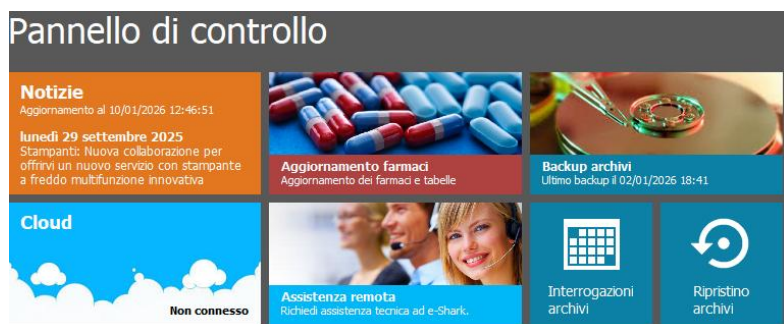 Pannello di controllo
Notizie
Aggiornamento al 10/01/2026 12:46:51
lunedì 29 settembre 2025
Stampanti: Nuova collaborazione per
offrirvi un nuovo servizio con stampante
a freddo multifunzione innovativa
Aggiornamento farmaci
Aggiornamento dei farmaci e tabelle
Backup archivi
Ultimo backup il 02/01/2026 18:41
Cloud
Non connesso
Assistenza remota
Richiedi assistenza tecnica ad e-Shark.
Interrogazioni
archivi
Ripristino
archivi